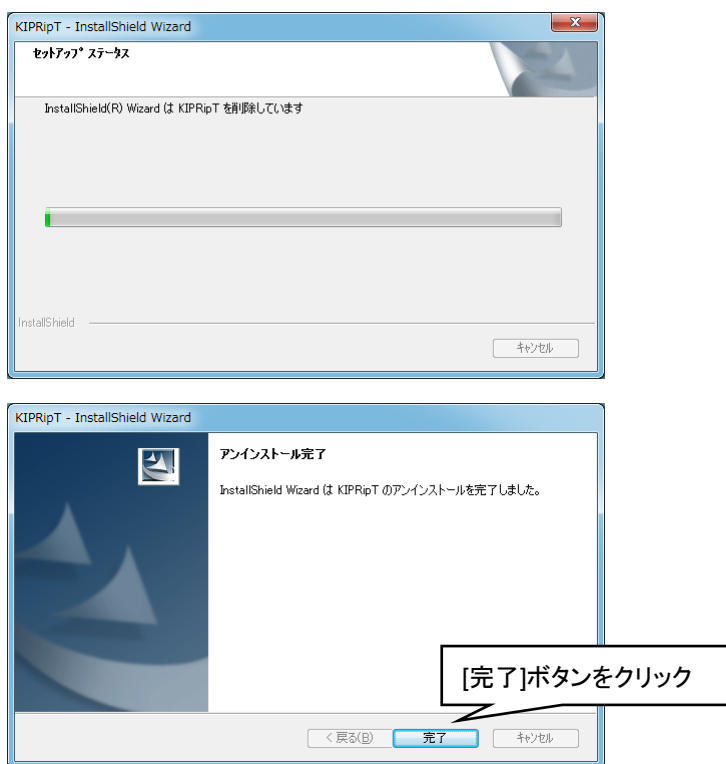 KIPRipT - InstallShield Wizard
セットアップ ステータス
InstallShield(R) Wizard は KIPRipT を削除しています
InstallShield
キャンセル
KIPRipT - InstallShield Wizard
アンインストール完了
InstallShield Wizard は KIPRipT のアンインストールを完了しました。
[完了]ボタンをクリック
< 戻る(B) 完了 キャンセル